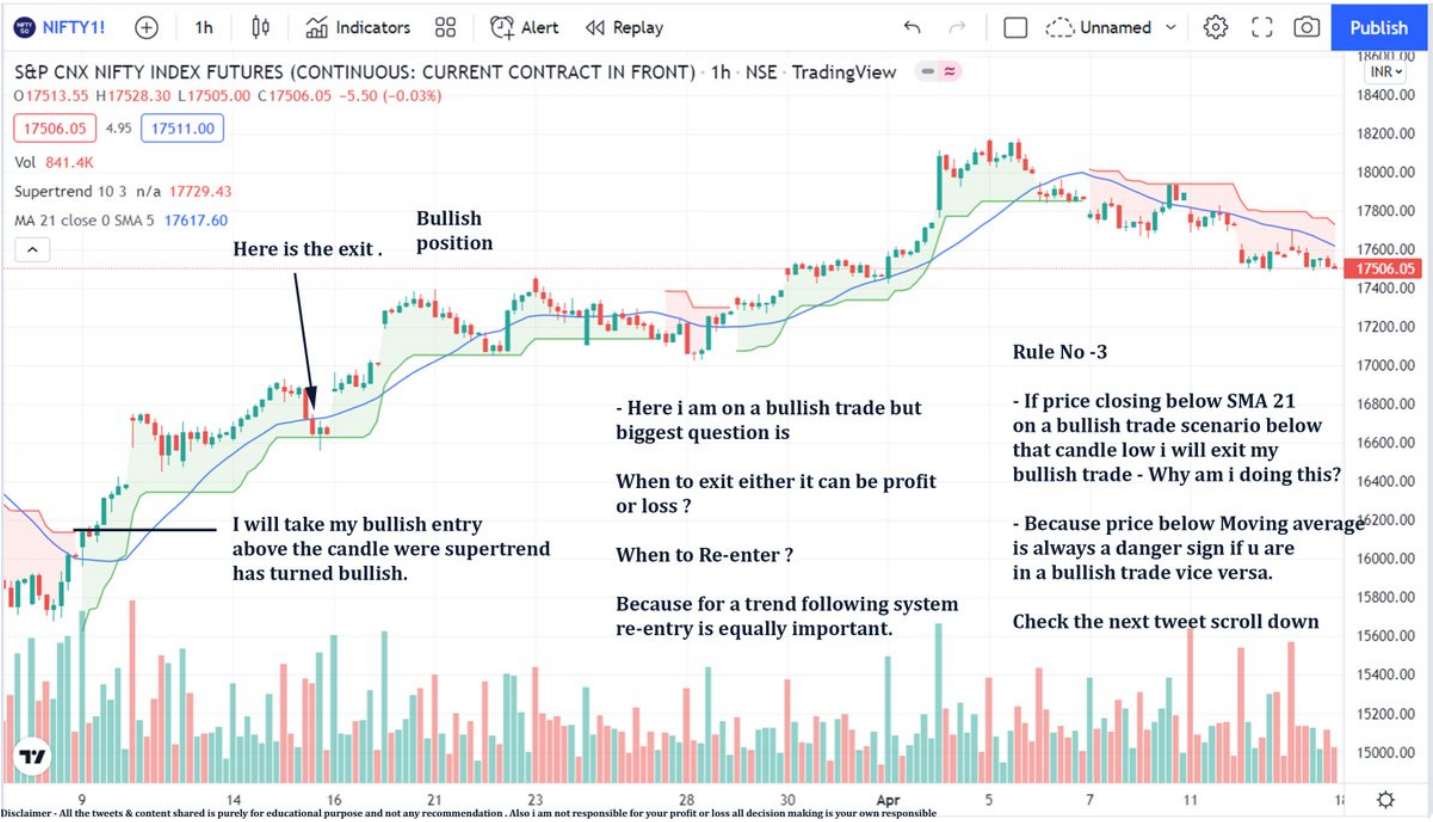 NIFTY1! 1h Indicators Alert Replay Unnamed Publish
S&P CNX NIFTY INDEX FUTURES (CONTINUOUS: CURRENT CONTRACT IN FRONT) · 1h · NSE · TradingView
O17513.55 H17528.30 L17505.00 C17506.05 −5.50 (−0.03%)
17506.05 4.95 17511.00
Vol 841.4K
Supertrend 10 3 n/a 17729.43
MA 21 close 0 SMA 5 17617.60
Here is the exit .
Bullish
position
I will take my bullish entry
above the candle were supertrend
has turned bullish.
- Here i am on a bullish trade but
biggest question is
When to exit either it can be profit
or loss ?
When to Re-enter ?
Because for a trend following system
re-entry is equally important.
Rule No -3
- If price closing below SMA 21
on a bullish trade scenario below
that candle low i will exit my
bullish trade - Why am i doing this?
- Because price below Moving average
is always a danger sign if u are
in a bullish trade vice versa.
Check the next tweet scroll down
18600.00
INR
18400.00
18200.00
18000.00
17800.00
17600.00
17506.05
17400.00
17200.00
17000.00
16800.00
16600.00
16400.00
16200.00
16000.00
15800.00
15600.00
15400.00
15200.00
15000.00
9 14 16 21 23 28 30 Apr 5 7 11
Disclaimer - All the tweets & content shared is purely for educational purpose and not any recommendation . Also i am not responsible for your profit or loss all decision making is your own responsible